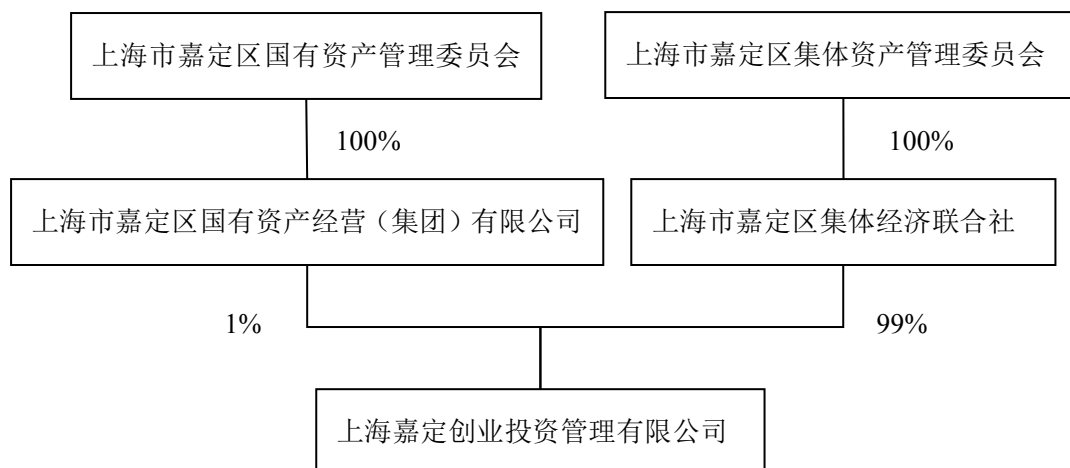 上海市嘉定区国有资产管理委员会
上海市嘉定区集体资产管理委员会
100%
100%
上海市嘉定区国有资产经营（集团）有限公司
上海市嘉定区集体经济联合社
1%
99%
上海嘉定创业投资管理有限公司